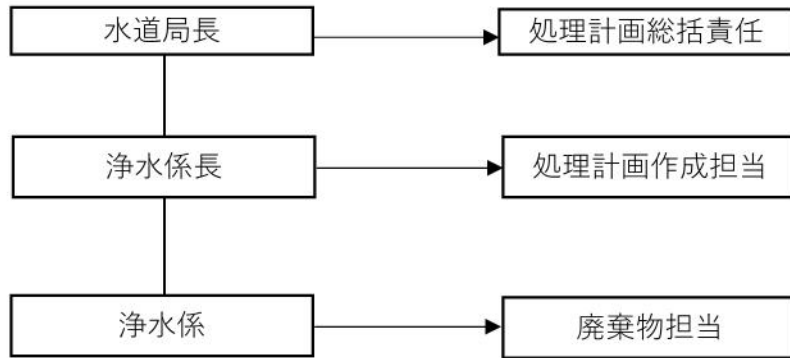 水道局長
処理計画総括責任
浄水係長
処理計画作成担当
浄水係
廃棄物担当